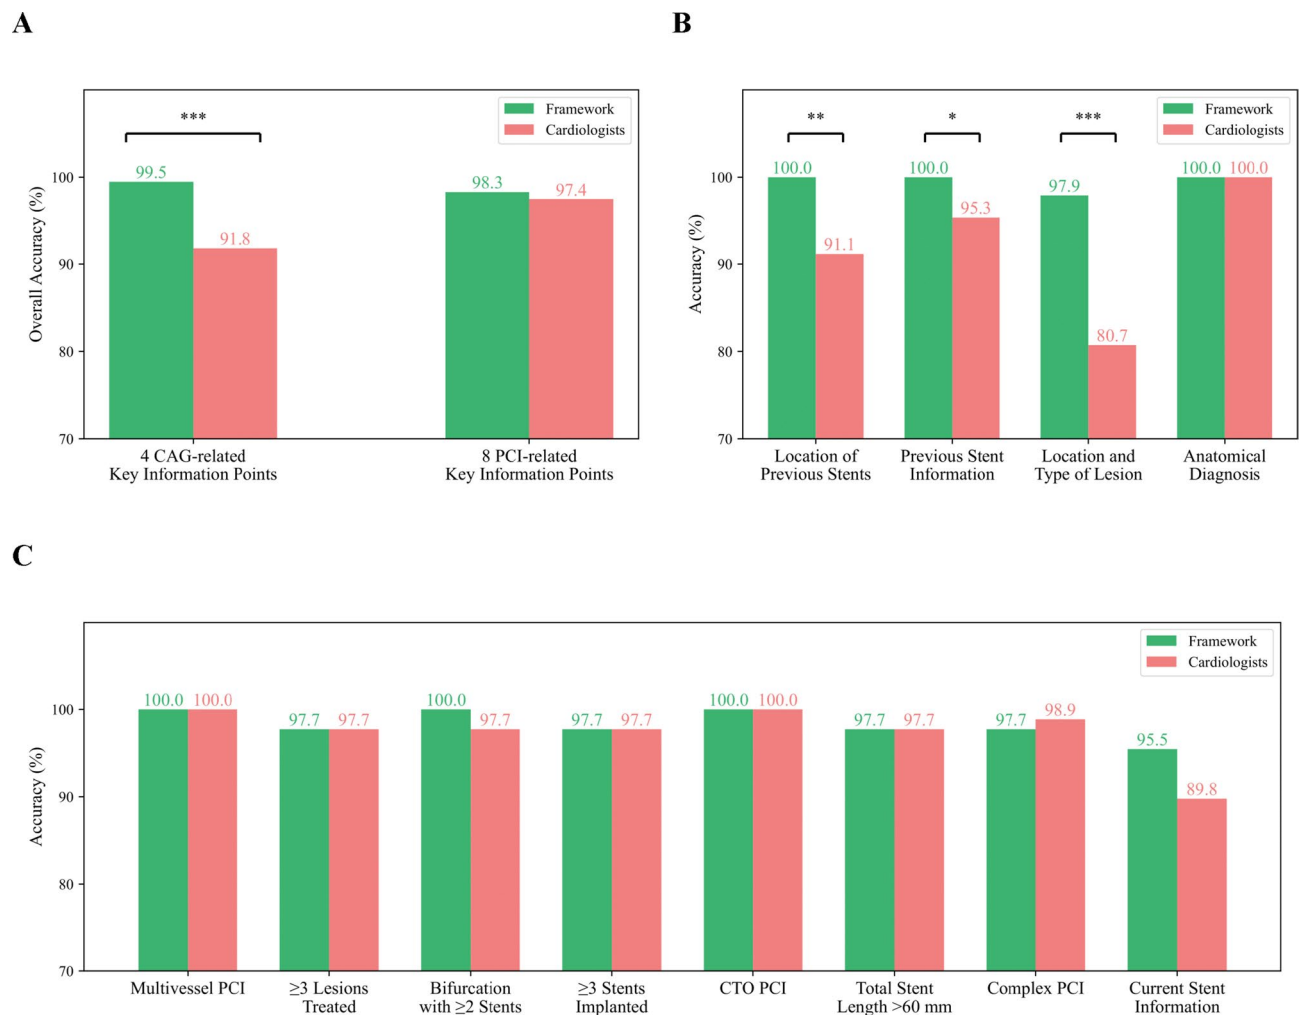 A
Overall Accuracy (%)
100
90
80
70
***
99.5
91.8
98.3
97.4
Framework
Cardiologists
4 CAG-related
Key Information Points
8 PCI-related
Key Information Points
B
Accuracy (%)
100
90
80
70
**
*
***
100.0
91.1
100.0
95.3
97.9
80.7
100.0
100.0
Framework
Cardiologists
Location of
Previous Stents
Previous Stent
Information
Location and
Type of Lesion
Anatomical
Diagnosis
C
Accuracy (%)
100
90
80
70
100.0
100.0
97.7
97.7
100.0
97.7
97.7
97.7
100.0
100.0
97.7
97.7
97.7
98.9
95.5
89.8
Framework
Cardiologists
Multivessel PCI
≥3 Lesions
Treated
Bifurcation
with ≥2 Stents
≥3 Stents
Implanted
CTO PCI
Total Stent
Length >60 mm
Complex PCI
Current Stent
Information